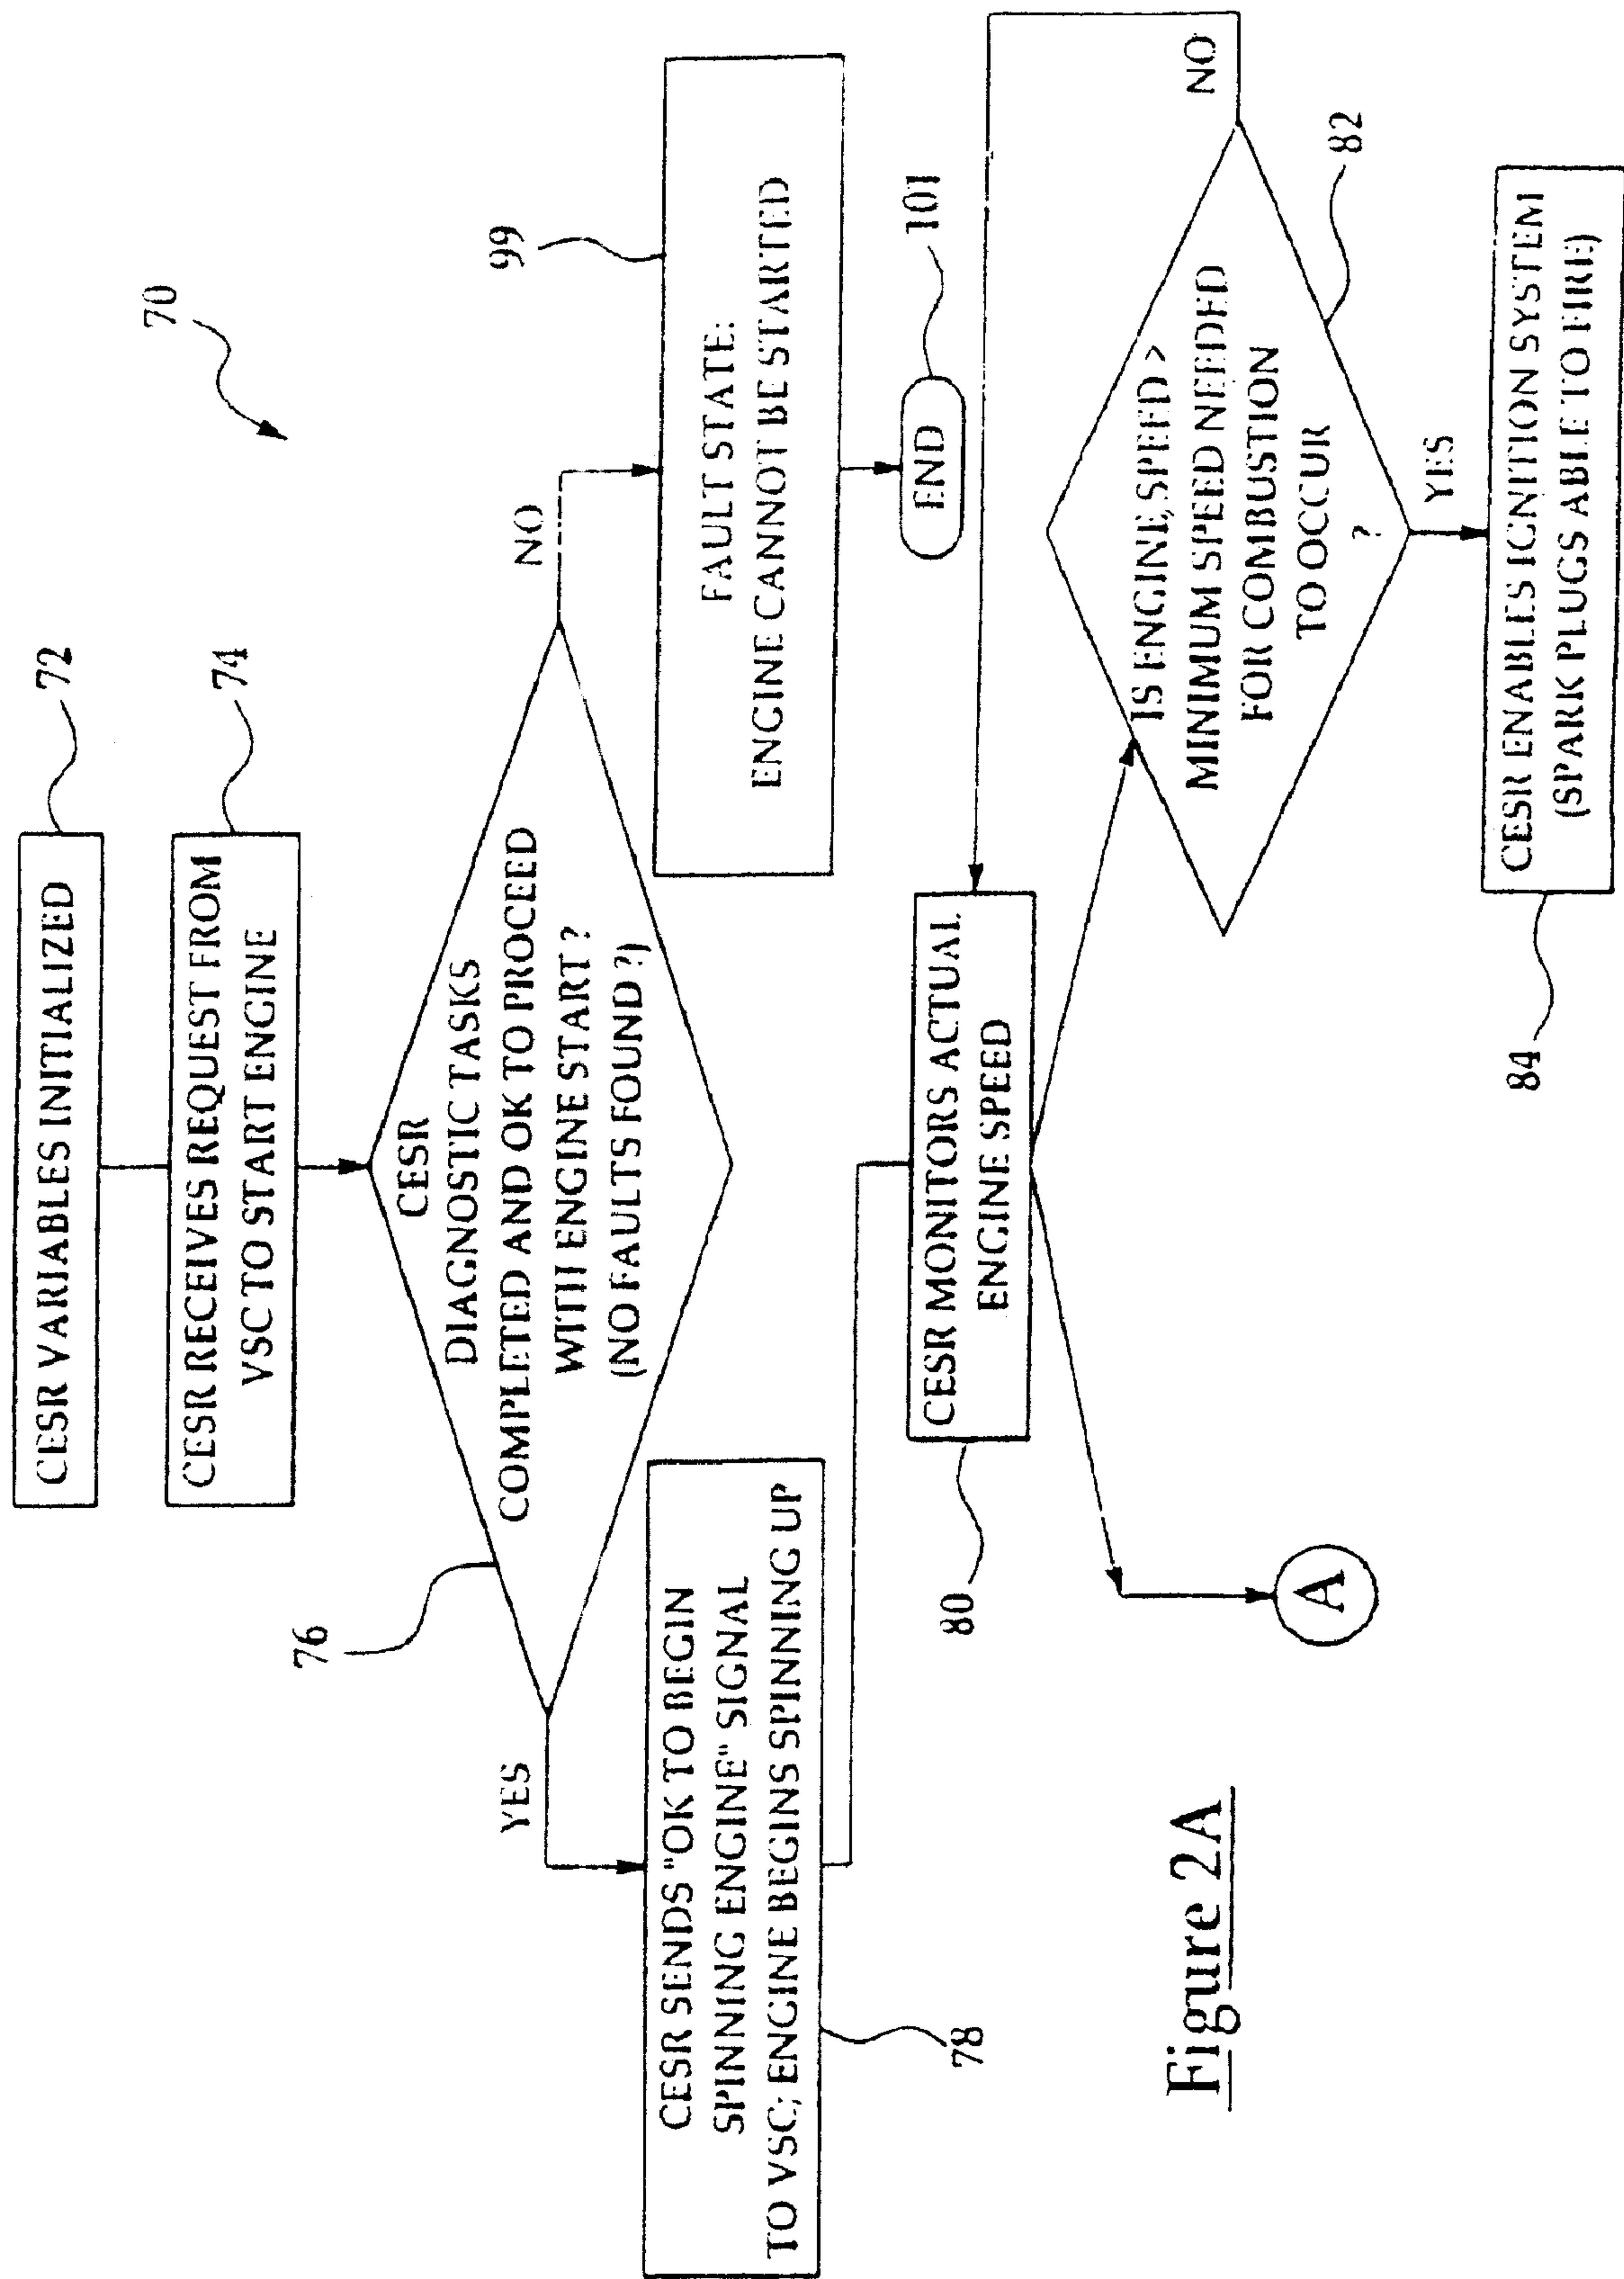 70
CESR VARIABLES INITIALIZED
72
CESR RECEIVES REQUEST FROM
VSC TO START ENGINE
74
CESR
DIAGNOSTIC TASKS
COMPLETED AND OK TO PROCEED
WITH ENGINE START?
(NO FAULTS FOUND?)
76
YES
NO
CESR SENDS "OK TO BEGIN
SPINNING ENGINE" SIGNAL
TO VSC; ENGINE BEGINS SPINNING UP
78
FAULT STATE:
ENGINE CANNOT BE STARTED
99
END
101
CESR MONITORS ACTUAL
ENGINE SPEED
80
A
IS ENGINE SPEED >
MINIMUM SPEED NEEDED
FOR COMBUSTION
TO OCCUR
?
82
NO
YES
CESR ENABLES IGNITION SYSTEM
(SPARK PLUGS ABLE TO FIRE)
84
Figure 2A